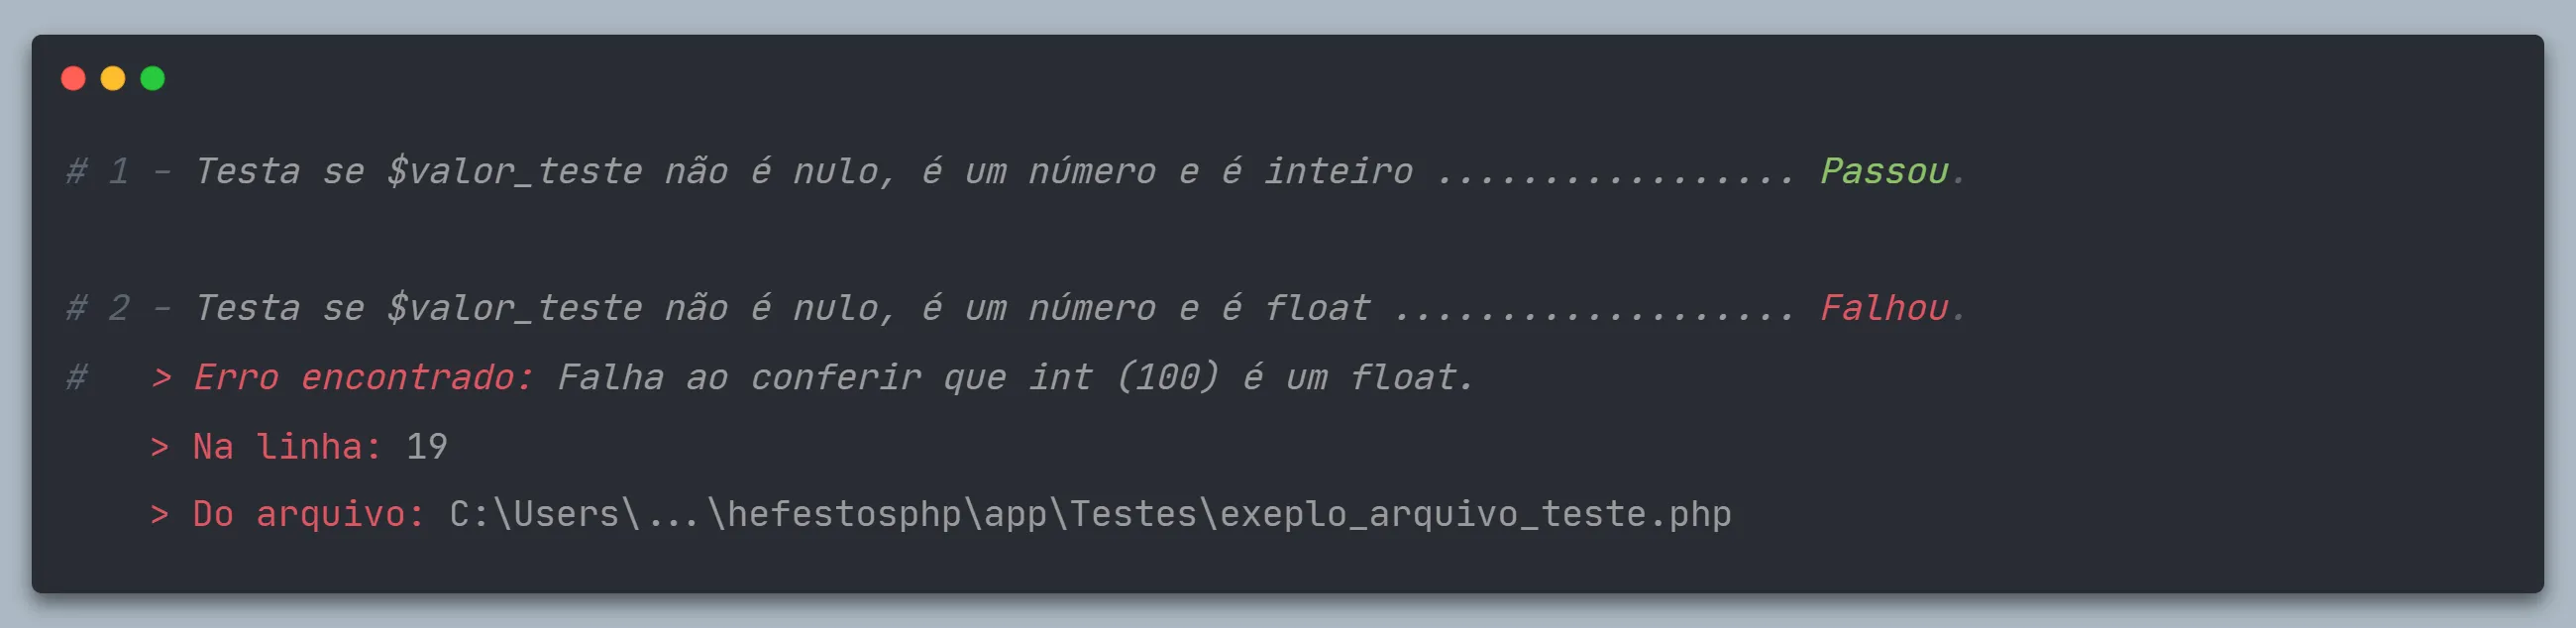 # 1 - Testa se $valor_teste não é nulo, é um número e é inteiro ................. Passou.
# 2 - Testa se $valor_teste não é nulo, é um número e é float ................... Falhou.
#   > Erro encontrado: Falha ao conferir que int (100) é um float.
    > Na linha: 19
    > Do arquivo: C:\Users\...\hefestosphp\app\Testes\exeplo_arquivo_teste.php